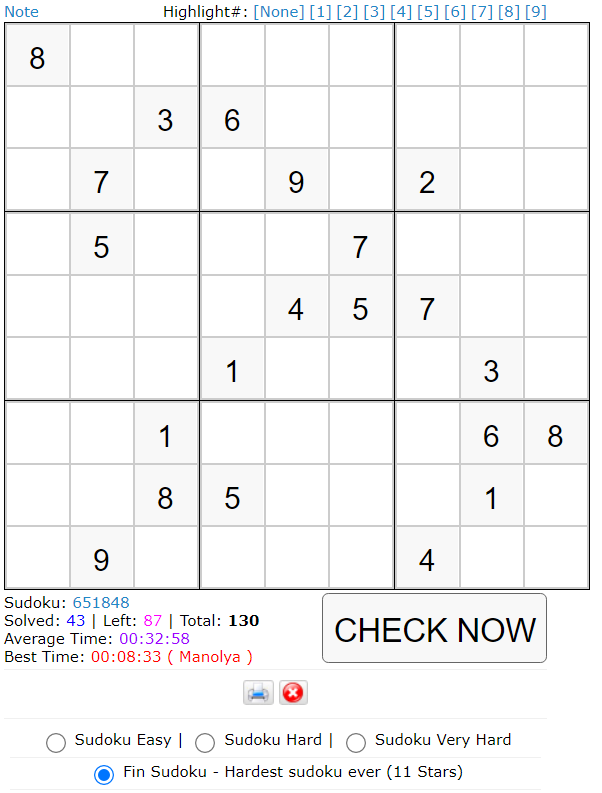 Note Highlight#: [None] [1] [2] [3] [4] [5] [6] [7] [8] [9]
8
3 6
7 9 2
5 7
4 5 7
1 3
1 6 8
8 5 1
9 4
Sudoku: 651848
Solved: 43 | Left: 87 | Total: 130
Average Time: 00:32:58
Best Time: 00:08:33 ( Manolya )
CHECK NOW
Sudoku Easy | Sudoku Hard | Sudoku Very Hard
Fin Sudoku - Hardest sudoku ever (11 Stars)